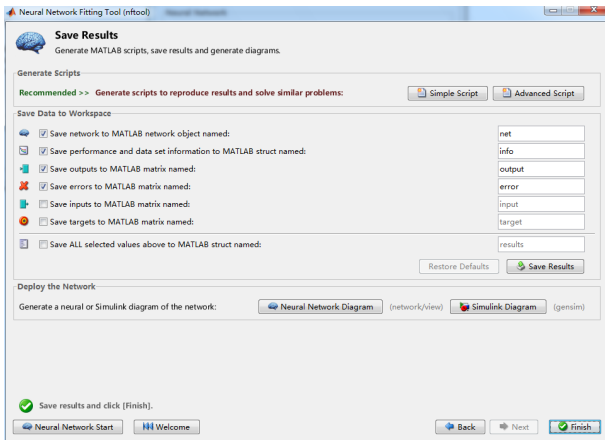 Neural Network Fitting Tool (nftool)
Save Results
Generate MATLAB scripts, save results and generate diagrams.
Generate Scripts
Recommended >> Generate scripts to reproduce results and solve similar problems: Simple Script Advanced Script
Save Data to Workspace
Save network to MATLAB network object named: net
Save performance and data set information to MATLAB struct named: info
Save outputs to MATLAB matrix named: output
Save errors to MATLAB matrix named: error
Save inputs to MATLAB matrix named: input
Save targets to MATLAB matrix named: target
Save ALL selected values above to MATLAB struct named: results
Restore Defaults Save Results
Deploy the Network
Generate a neural or Simulink diagram of the network: Neural Network Diagram (network/view) Simulink Diagram (gensim)
Save results and click [Finish].
Neural Network Start Welcome Back Next Finish